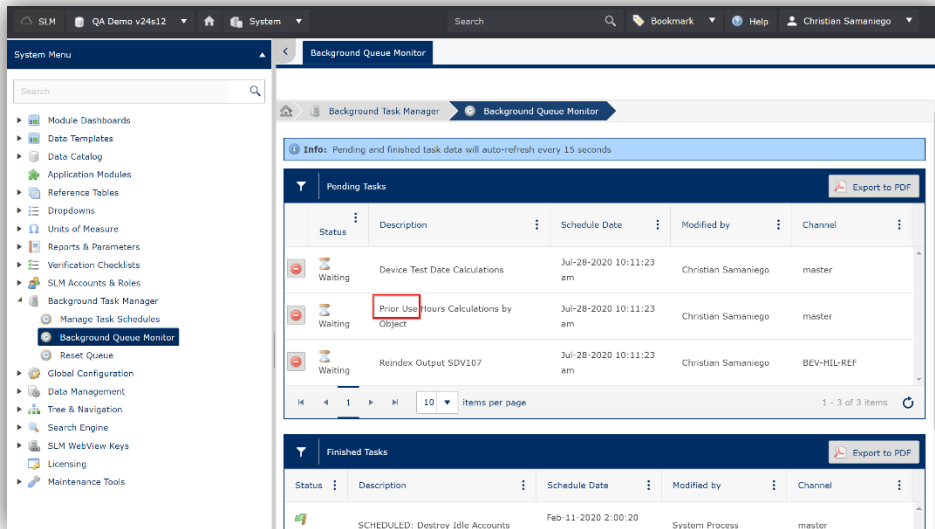 SLM QA Demo v24s12 System Search Bookmark Help Christian Samaniego
System Menu
Background Queue Monitor
Search
Module Dashboards
Data Templates
Data Catalog
Application Modules
Reference Tables
Dropdowns
Units of Measure
Reports & Parameters
Verification Checklists
SLM Accounts & Roles
Background Task Manager
Manage Task Schedules
Background Queue Monitor
Reset Queue
Global Configuration
Data Management
Tree & Navigation
Search Engine
SLM WebView Keys
Licensing
Maintenance Tools
Background Task Manager Background Queue Monitor
Info: Pending and finished task data will auto-refresh every 15 seconds
Pending Tasks Export to PDF
Status Description Schedule Date Modified by Channel
Waiting Device Test Date Calculations Jul-28-2020 10:11:23 am Christian Samaniego master
Waiting Prior Use Hours Calculations by Object Jul-28-2020 10:11:23 am Christian Samaniego master
Waiting Reindex Output SDV107 Jul-28-2020 10:11:23 am Christian Samaniego BEV-HIL-REF
1 10 items per page 1 - 3 of 3 items
Finished Tasks Export to PDF
Status Description Schedule Date Modified by Channel
SCHEDULED: Destroy Idle Accounts Feb-11-2020 2:00:20 System Process master